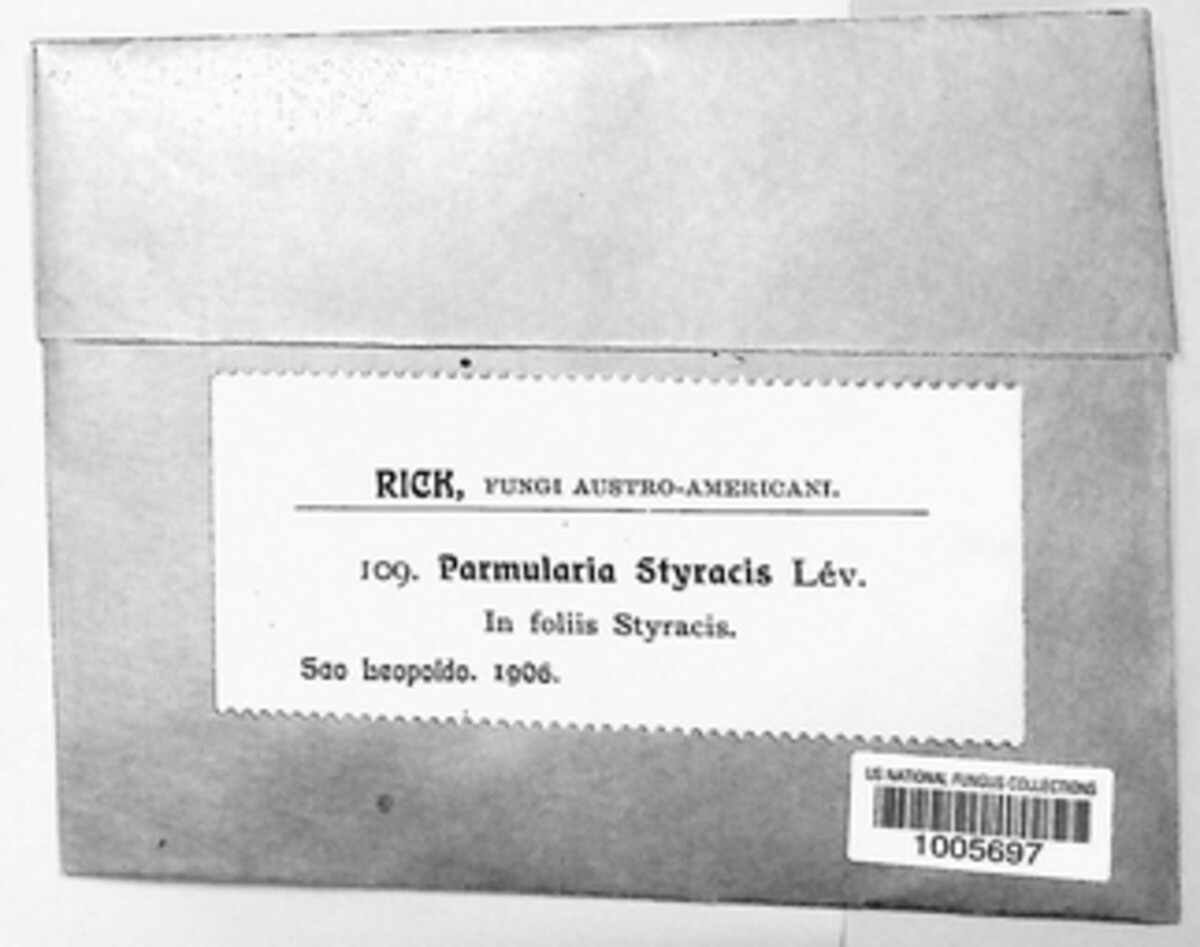 RICK, FUNGI AUSTRO-AMERICANI.
109. Parmularia Styracis Lév.
In foliis Styracis.
Sao Leopoldo. 1906.
US NATIONAL FUNGUS COLLECTIONS
1005697